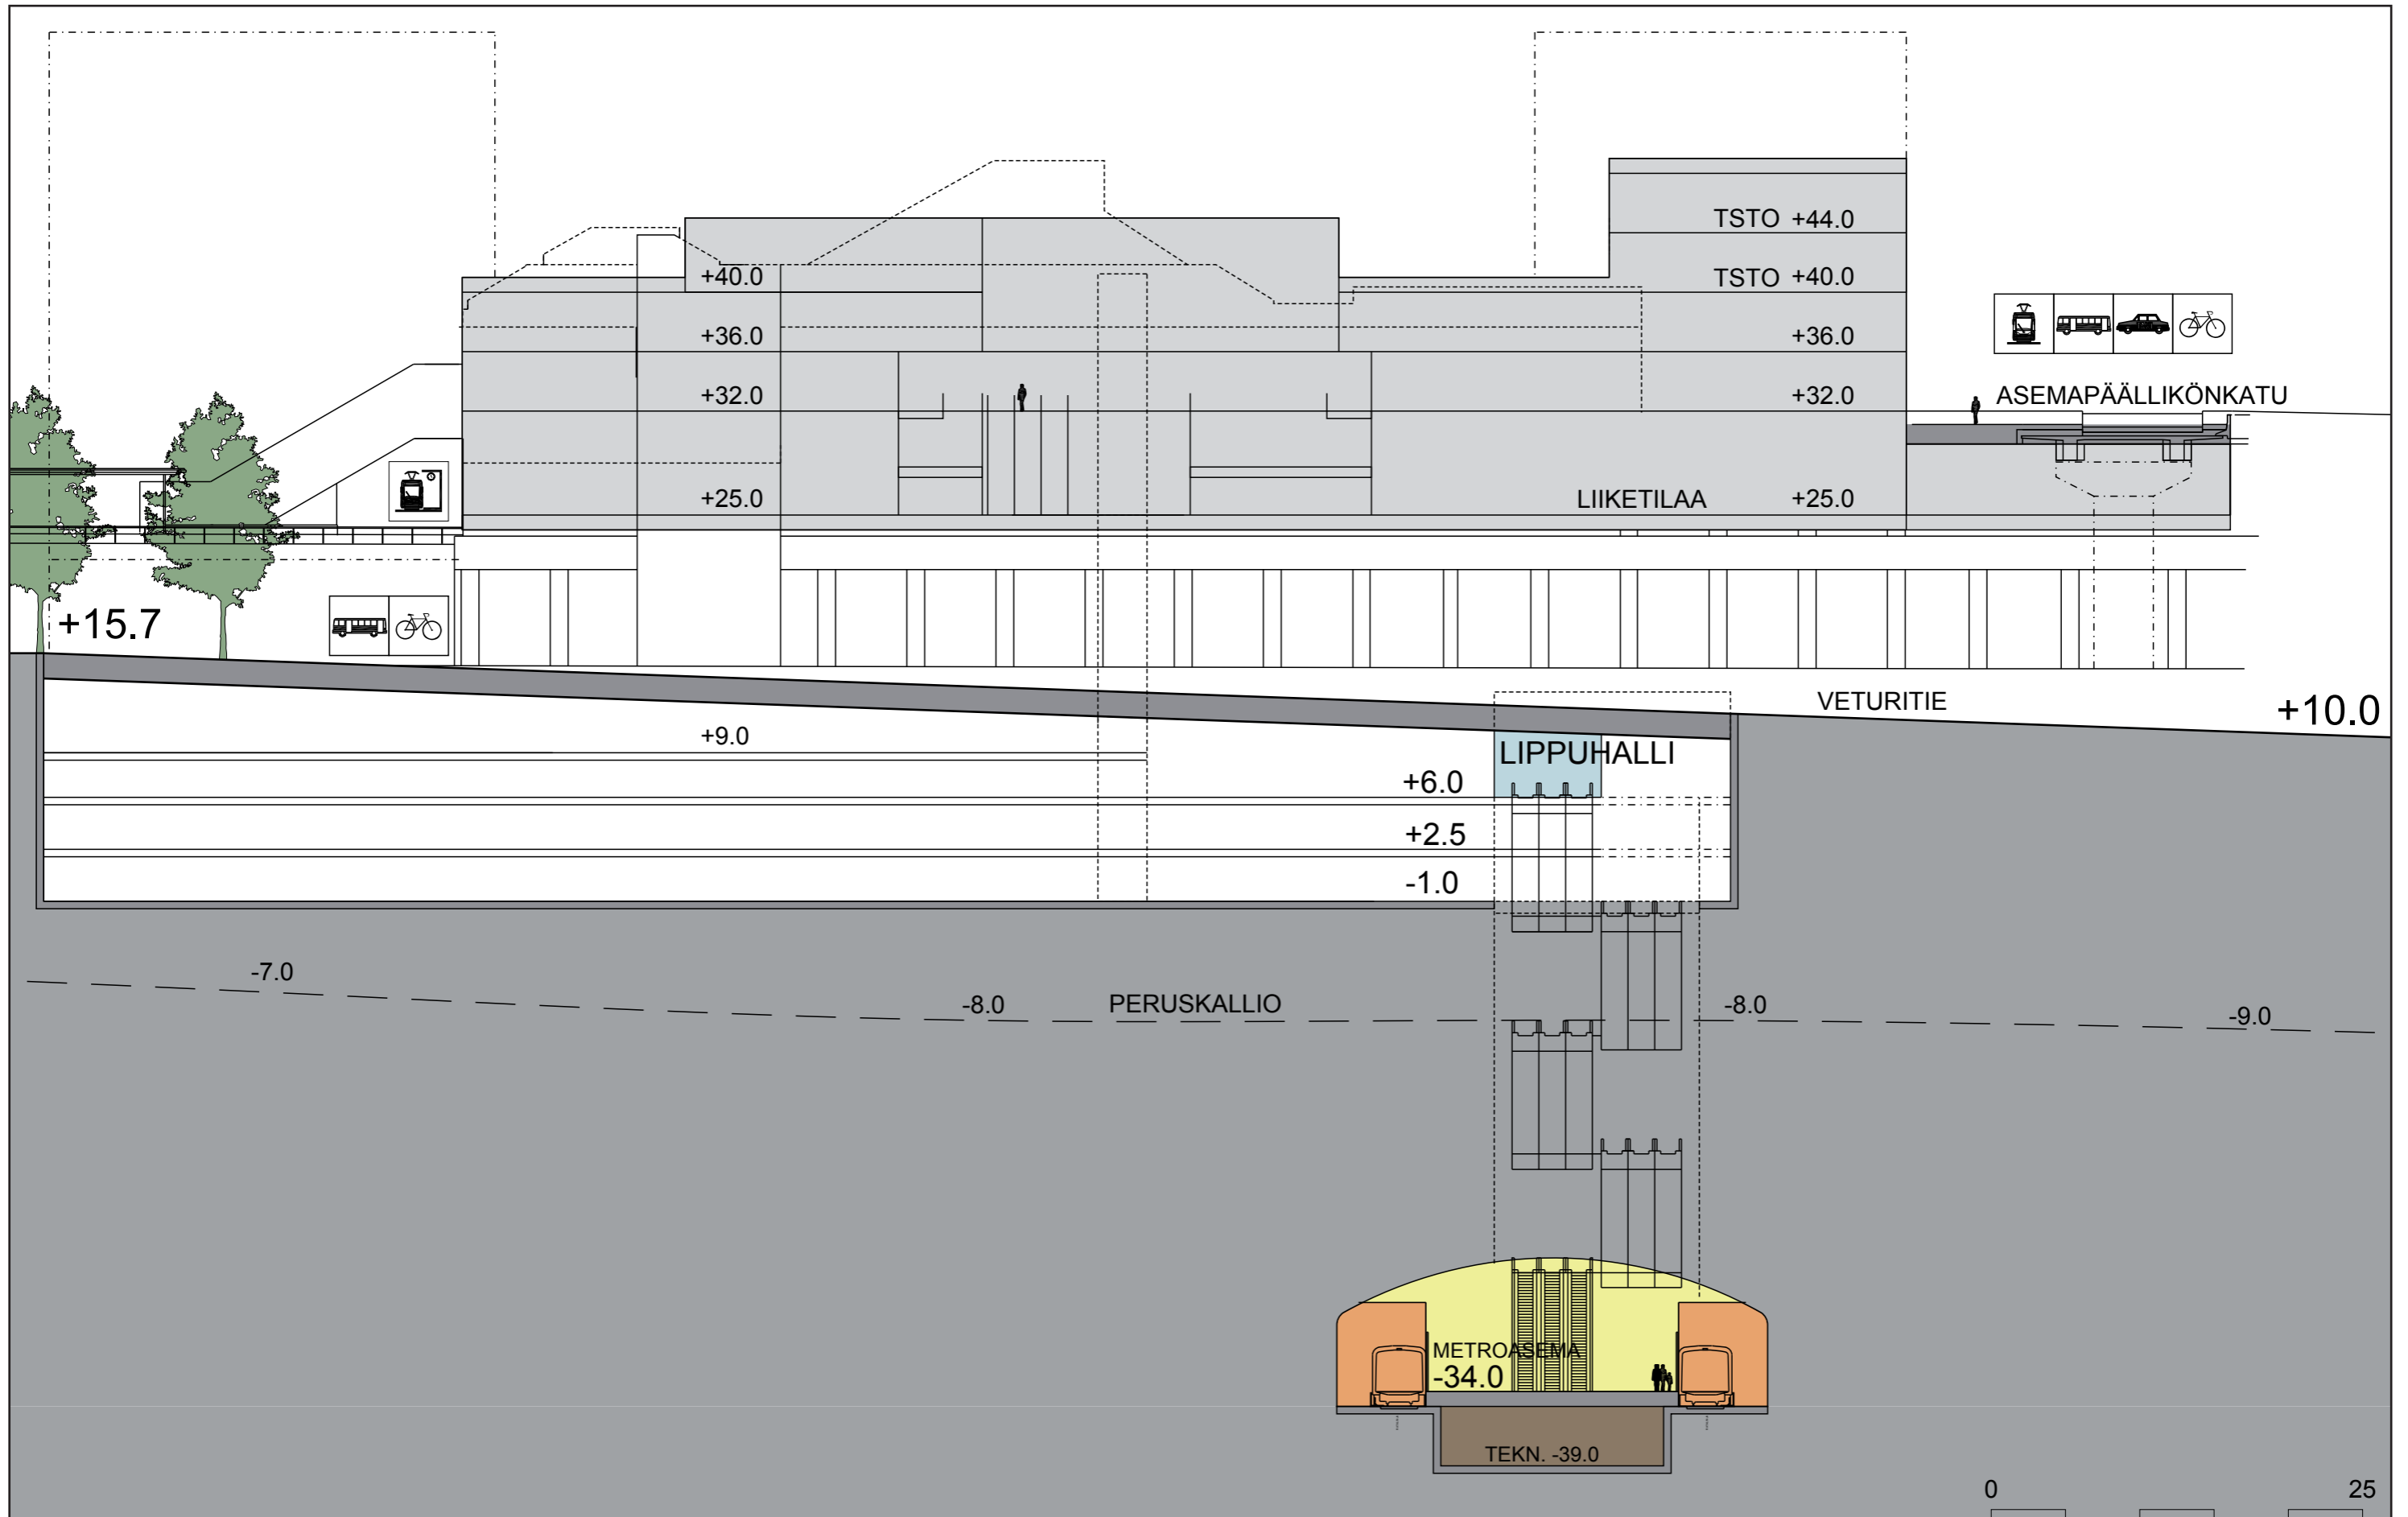 TSTO +44.0
+40.0
TSTO +40.0
+36.0
+36.0
+32.0
+32.0
ASEMAPÄÄLLIKÖNKATU
+25.0
LIIKETILAA +25.0
+15.7
VETURITIE
+10.0
+9.0
LIPPUHALLI
+6.0
+2.5
-1.0
-7.0
-8.0
PERUSKALLIO
-8.0
-9.0
METROASEMA
-34.0
TEKN. -39.0
0
25